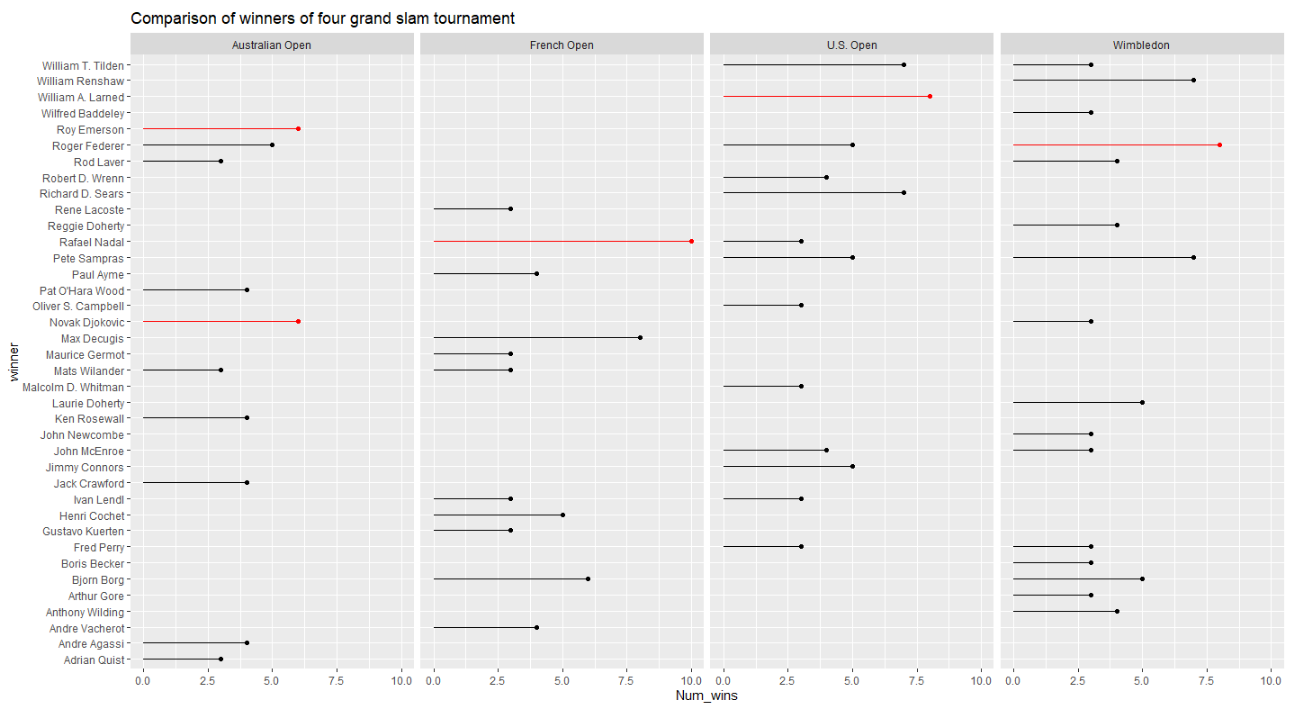 Comparison of winners of four grand slam tournament
Australian Open
French Open
U.S. Open
Wimbledon
William T. Tilden
William Renshaw
William A. Larned
Wilfred Baddeley
Roy Emerson
Roger Federer
Rod Laver
Robert D. Wrenn
Richard D. Sears
Rene Lacoste
Reggie Doherty
Rafael Nadal
Pete Sampras
Paul Ayme
Pat O'Hara Wood
Oliver S. Campbell
Novak Djokovic
Max Decugis
Maurice Germot
Mats Wilander
Malcolm D. Whitman
Laurie Doherty
Ken Rosewall
John Newcombe
John McEnroe
Jimmy Connors
Jack Crawford
Ivan Lendl
Henri Cochet
Gustavo Kuerten
Fred Perry
Boris Becker
Bjorn Borg
Arthur Gore
Anthony Wilding
Andre Vacherot
Andre Agassi
Adrian Quist
winner
0.0 2.5 5.0 7.5 10.0
0.0 2.5 5.0 7.5 10.0
0.0 2.5 5.0 7.5 10.0
0.0 2.5 5.0 7.5 10.0
Num_wins